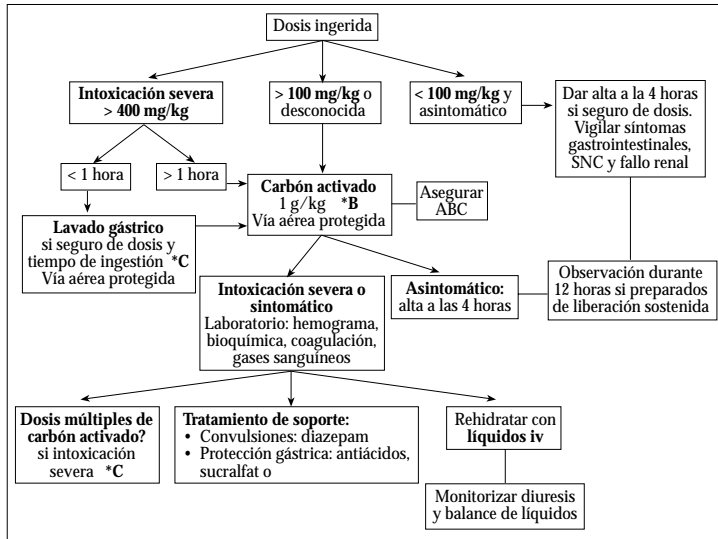 Dosis ingerida
Intoxicación severa
> 400 mg/kg
> 100 mg/kg o
desconocida
< 100 mg/kg y
asintomático
Dar alta a la 4 horas
si seguro de dosis.
Vigilar síntomas
gastrointestinales,
SNC y fallo renal
< 1 hora
> 1 hora
Carbón activado
1 g/kg *B
Vía aérea protegida
Asegurar
ABC
Lavado gástrico
si seguro de dosis y
tiempo de ingestión *C
Vía aérea protegida
Intoxicación severa o
sintomático
Laboratorio: hemograma,
bioquímica, coagulación,
gases sanguíneos
Asintomático:
alta a las 4 horas
Observación durante
12 horas si preparados
de liberación sostenida
Dosis múltiples de
carbón activado?
si intoxicación
severa *C
Tratamiento de soporte:
• Convulsiones: diazepam
• Protección gástrica: antiácidos,
sucralfat o
Rehidratar con
líquidos iv
Monitorizar diuresis
y balance de líquidos